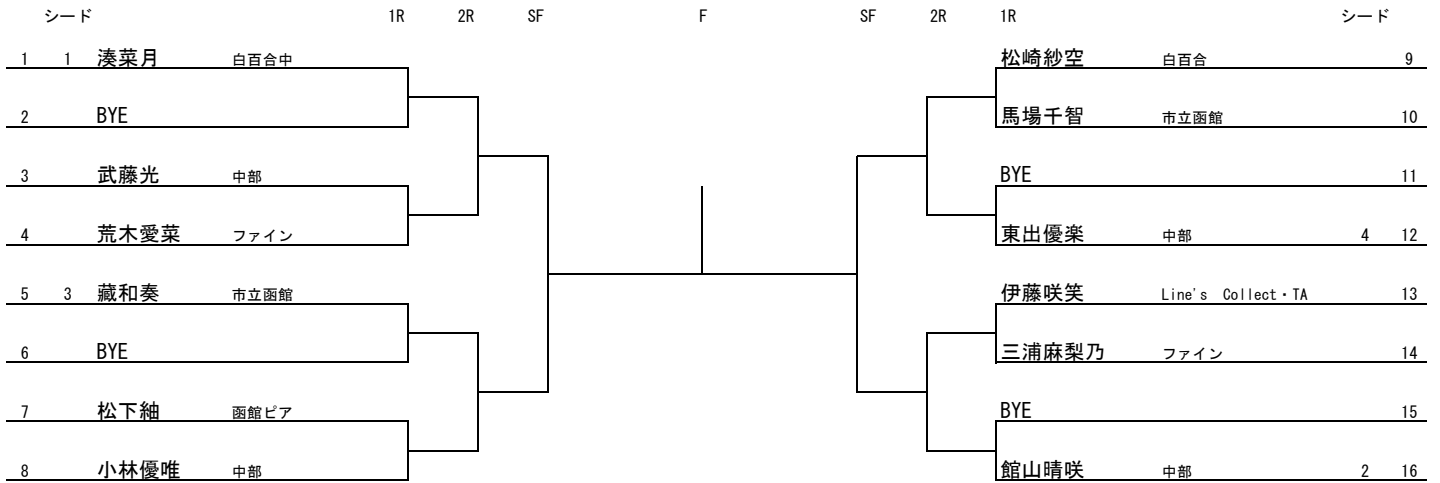 シード 1R 2R SF F SF 2R 1R シード
1 1 湊菜月 白百合中 松崎紗空 白百合 9
2 BYE 馬場千智 市立函館 10
3 武藤光 中部 BYE 11
4 荒木愛菜 ファイン 東出優楽 中部 4 12
5 3 藏和奏 市立函館 伊藤咲笑 Line's Collect・TA 13
6 BYE 三浦麻梨乃 ファイン 14
7 松下紬 函館ピア BYE 15
8 小林優唯 中部 館山晴咲 中部 2 16